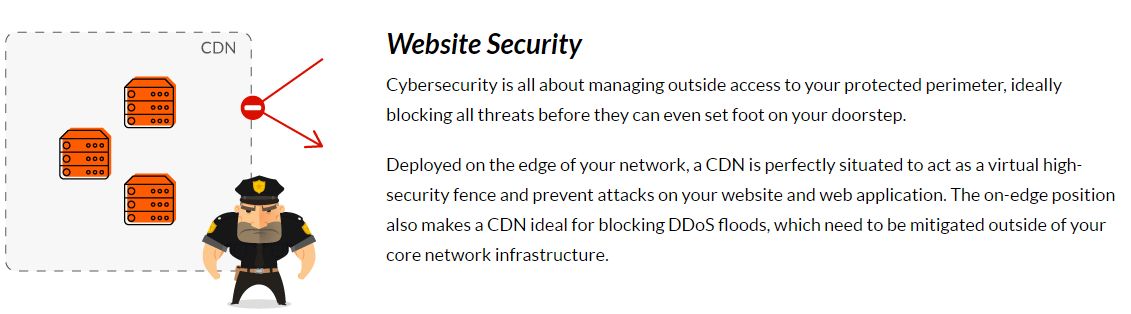 CDN
Website Security
Cybersecurity is all about managing outside access to your protected perimeter, ideally
blocking all threats before they can even set foot on your doorstep.
Deployed on the edge of your network, a CDN is perfectly situated to act as a virtual high-
security fence and prevent attacks on your website and web application. The on-edge position
also makes a CDN ideal for blocking DDoS floods, which need to be mitigated outside of your
core network infrastructure.